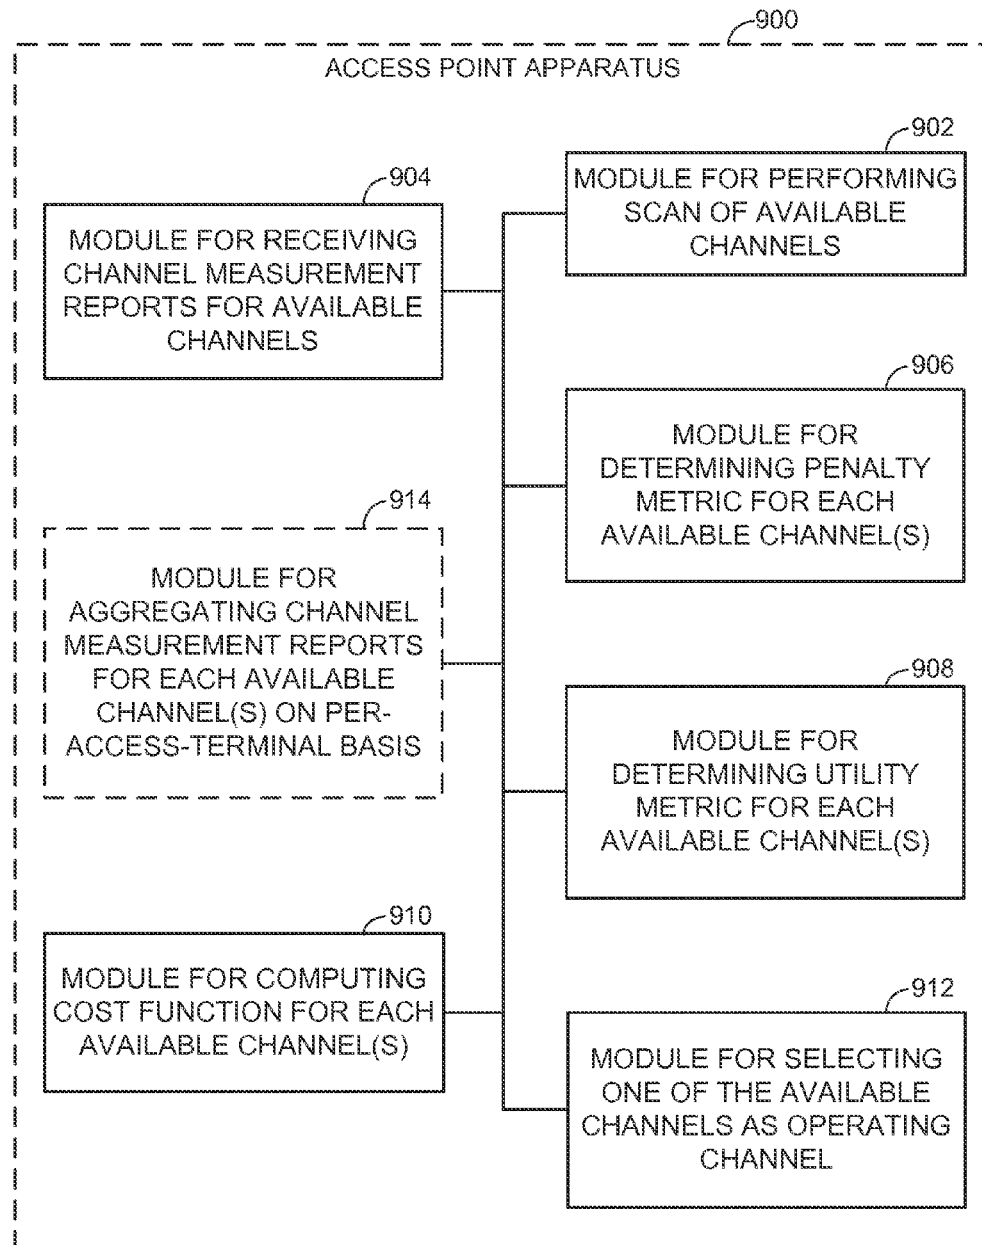 900
ACCESS POINT APPARATUS
902
MODULE FOR PERFORMING
SCAN OF AVAILABLE
CHANNELS
904
MODULE FOR RECEIVING
CHANNEL MEASUREMENT
REPORTS FOR AVAILABLE
CHANNELS
906
MODULE FOR
DETERMINING PENALTY
METRIC FOR EACH
AVAILABLE CHANNEL(S)
914
MODULE FOR
AGGREGATING CHANNEL
MEASUREMENT REPORTS
FOR EACH AVAILABLE
CHANNEL(S) ON PER-
ACCESS-TERMINAL BASIS
908
MODULE FOR
DETERMINING UTILITY
METRIC FOR EACH
AVAILABLE CHANNEL(S)
910
MODULE FOR COMPUTING
COST FUNCTION FOR EACH
AVAILABLE CHANNEL(S)
912
MODULE FOR SELECTING
ONE OF THE AVAILABLE
CHANNELS AS OPERATING
CHANNEL